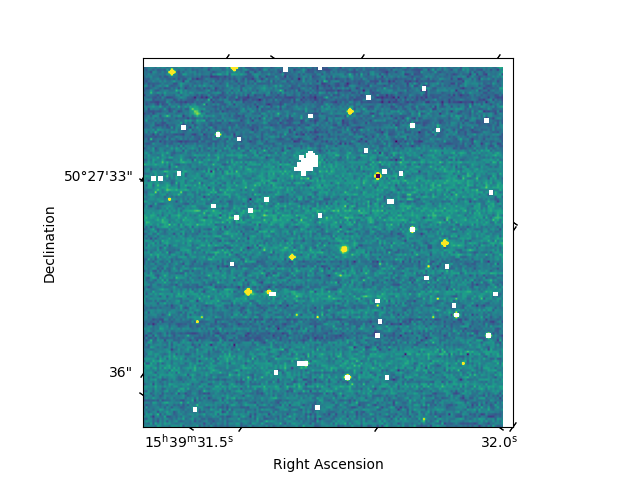 50°27'33"
Declination
36"
15ʰ39ᵐ31.5ˢ
32.0ˢ
Right Ascension